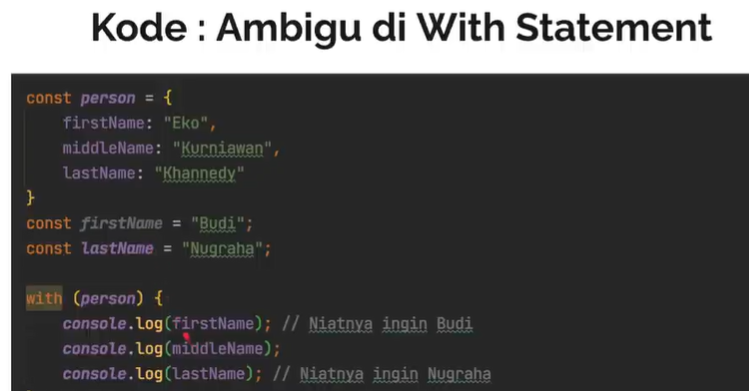 Kode : Ambigu di With Statement
const person = {
firstName: "Eko",
middleName: "Kurniawan",
lastName: "Khannedy"
}
const firstName = "Budi";
const lastName = "Nugraha";
with (person) {
console.log(firstName); // Niatnya ingin Budi
console.log(middleName);
console.log(lastName); // Niatnya ingin Nugraha